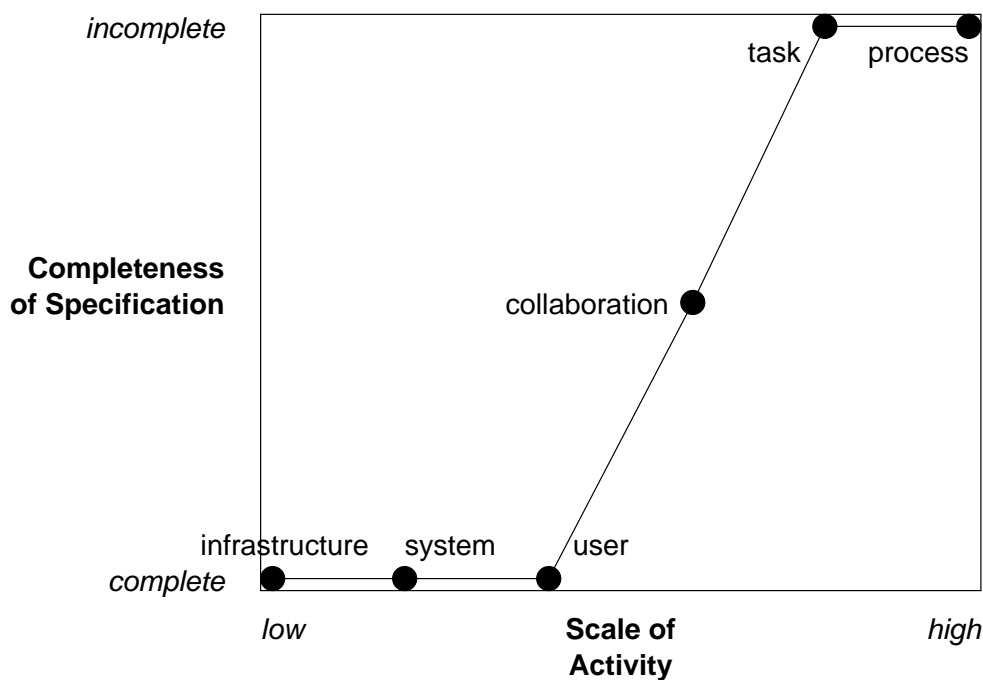 incomplete
task
process
Completeness
of Specification
collaboration
infrastructure
system
user
complete
low
Scale of
Activity
high